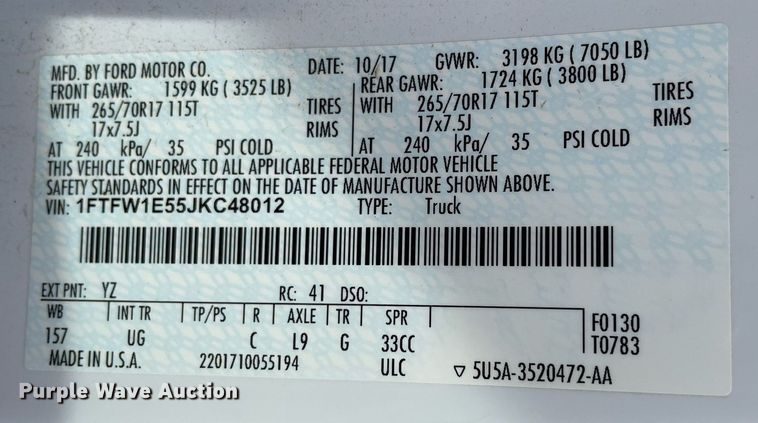 MFD. BY FORD MOTOR CO. DATE: 10/17 GVWR: 3198 KG ( 7050 LB)
FRONT GAWR: 1599 KG ( 3525 LB) REAR GAWR: 1724 KG ( 3800 LB)
WITH 265/70R17 115T TIRES WITH 265/70R17 115T TIRES
17x7.5J RIMS 17x7.5J RIMS
AT 240 kPa/ 35 PSI COLD AT 240 kPa/ 35 PSI COLD
THIS VEHICLE CONFORMS TO ALL APPLICABLE FEDERAL MOTOR VEHICLE
SAFETY STANDARDS IN EFFECT ON THE DATE OF MANUFACTURE SHOWN ABOVE.
VIN: 1FTFW1E55JKC48012 TYPE: Truck
EXT PNT: YZ RC: 41 DSO:
WB INT TR TP/PS R AXLE TR SPR F0130
157 UG C L9 G 33CC T0783
MADE IN U.S.A. 2201710055194 ULC ▽ 5U5A-3520472-AA
Purple Wave Auction